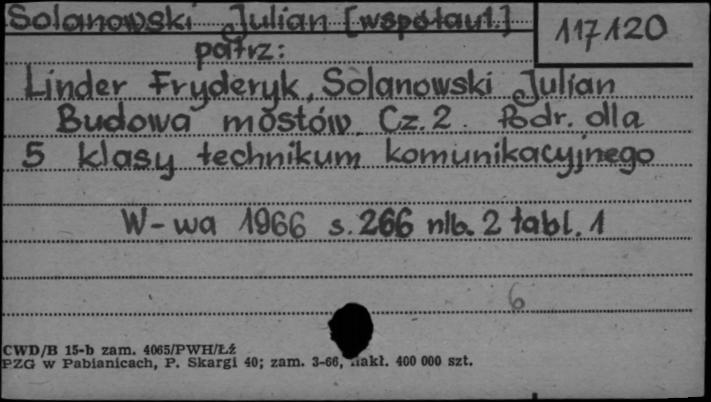 Solanowski Julian [współaut.]
117120
patrz:
Linder Fryderyk, Solanowski Julian
Budowa mostów. Cz. 2. Podr. dla
5 klasy technikum komunikacyjnego
W-wa 1966 s. 266 nlb. 2 tabl. 1
6
CWD/B 15-b zam. 4065/PWH/Łź
PZG w Pabianicach, P. Skargi 40; zam. 3-66, nakł. 400 000 szt.